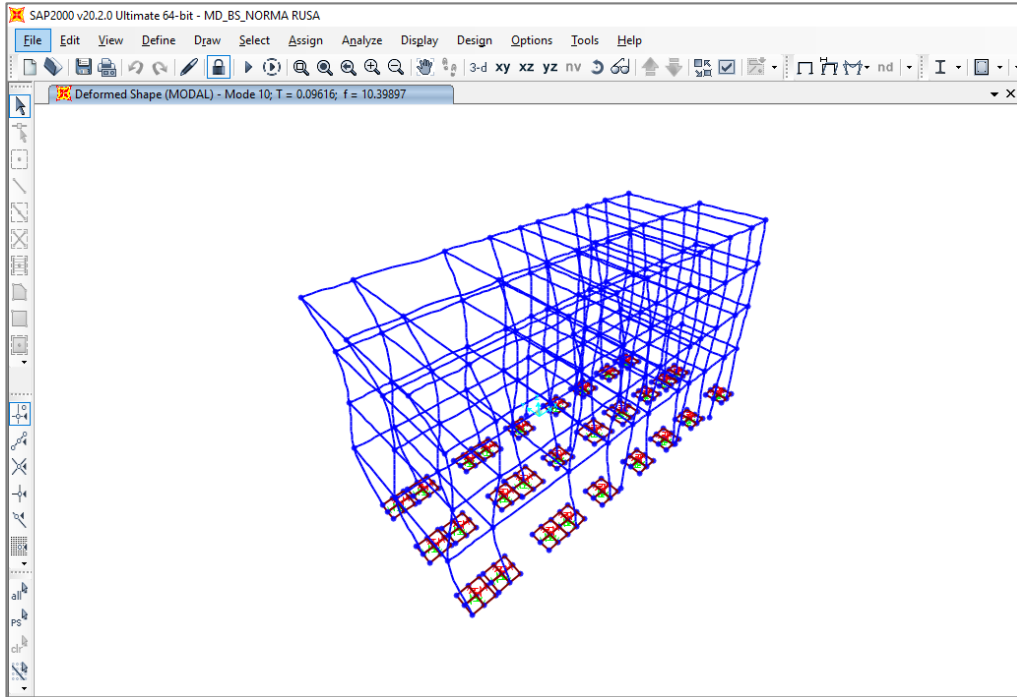 SAP2000 v20.2.0 Ultimate 64-bit - MD_BS_NORMA RUSA
File Edit View Define Draw Select Assign Analyze Display Design Options Tools Help
3-d xy xz yz nv nd
Deformed Shape (MODAL) - Mode 10; T = 0.09616; f = 10.39897
all
PS
clr